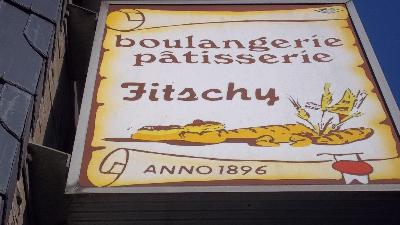 boulangerie
pâtisserie
Fitschy
ANNO 1896